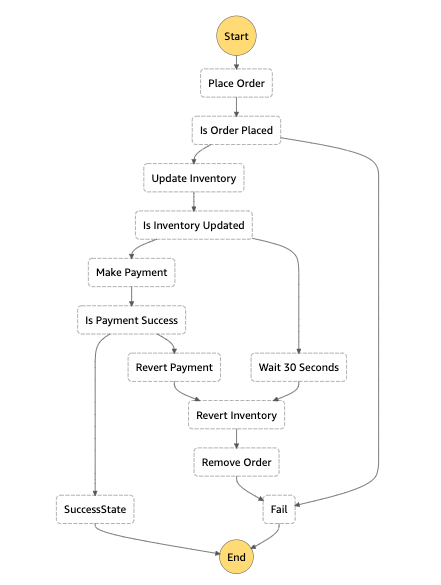 Start
Place Order
Is Order Placed
Update Inventory
Is Inventory Updated
Make Payment
Is Payment Success
Revert Payment
Wait 30 Seconds
Revert Inventory
Remove Order
SuccessState
Fail
End